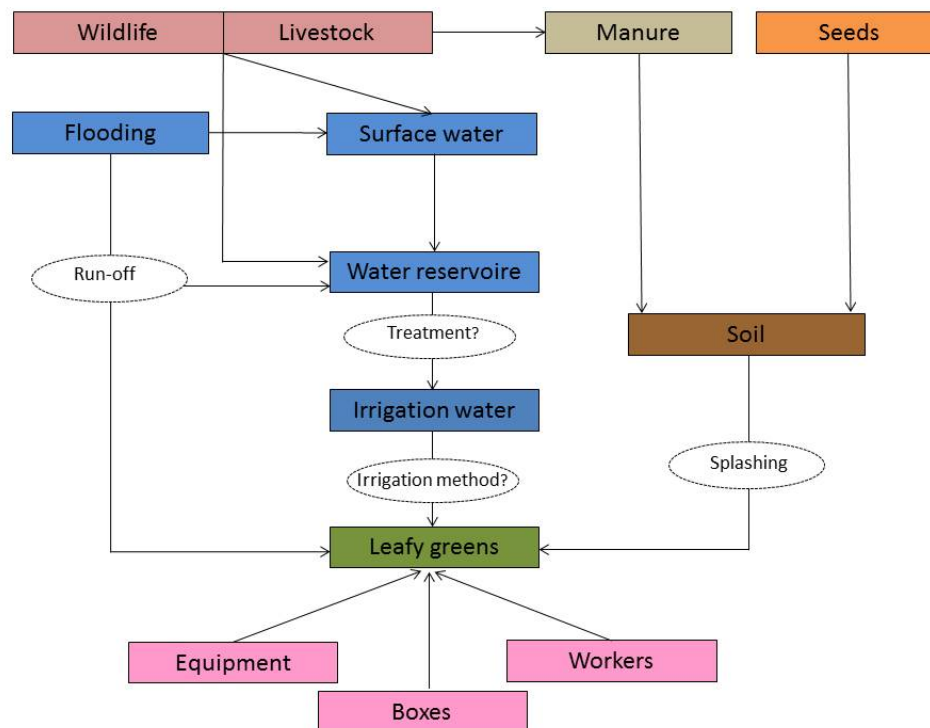 Wildlife
Livestock
Manure
Seeds
Flooding
Surface water
Run-off
Water reservoire
Treatment?
Soil
Irrigation water
Splashing
Irrigation method?
Leafy greens
Equipment
Workers
Boxes